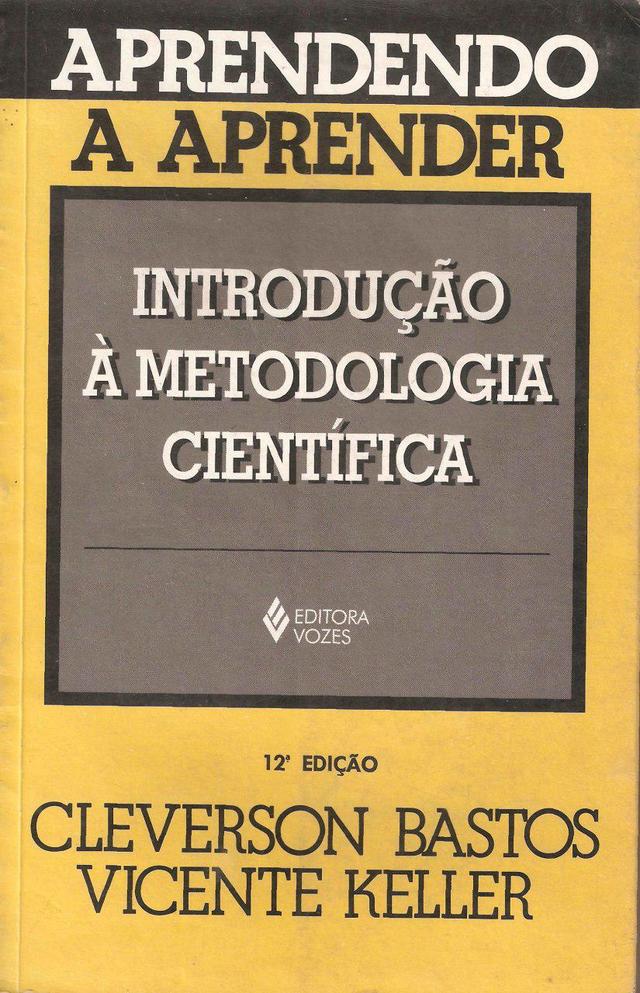 APRENDENDO
A APRENDER
INTRODUÇÃO
À METODOLOGIA
CIENTÍFICA
EDITORA
VOZES
12ª EDIÇÃO
CLEVERSON BASTOS
VICENTE KELLER